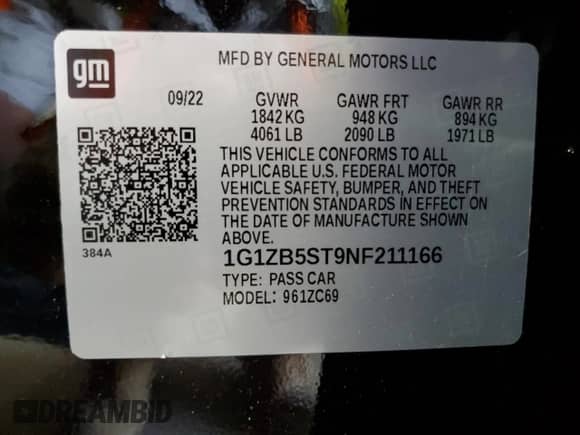 gm
MFD BY GENERAL MOTORS LLC
09/22 GVWR GAWR FRT GAWR RR
1842 KG 948 KG 894 KG
4061 LB 2090 LB 1971 LB
THIS VEHICLE CONFORMS TO ALL
APPLICABLE U.S. FEDERAL MOTOR
VEHICLE SAFETY, BUMPER, AND THEFT
PREVENTION STANDARDS IN EFFECT ON
THE DATE OF MANUFACTURE SHOWN
ABOVE.
384A
1G1ZB5ST9NF211166
TYPE: PASS CAR
MODEL: 961ZC69
DREAMBID